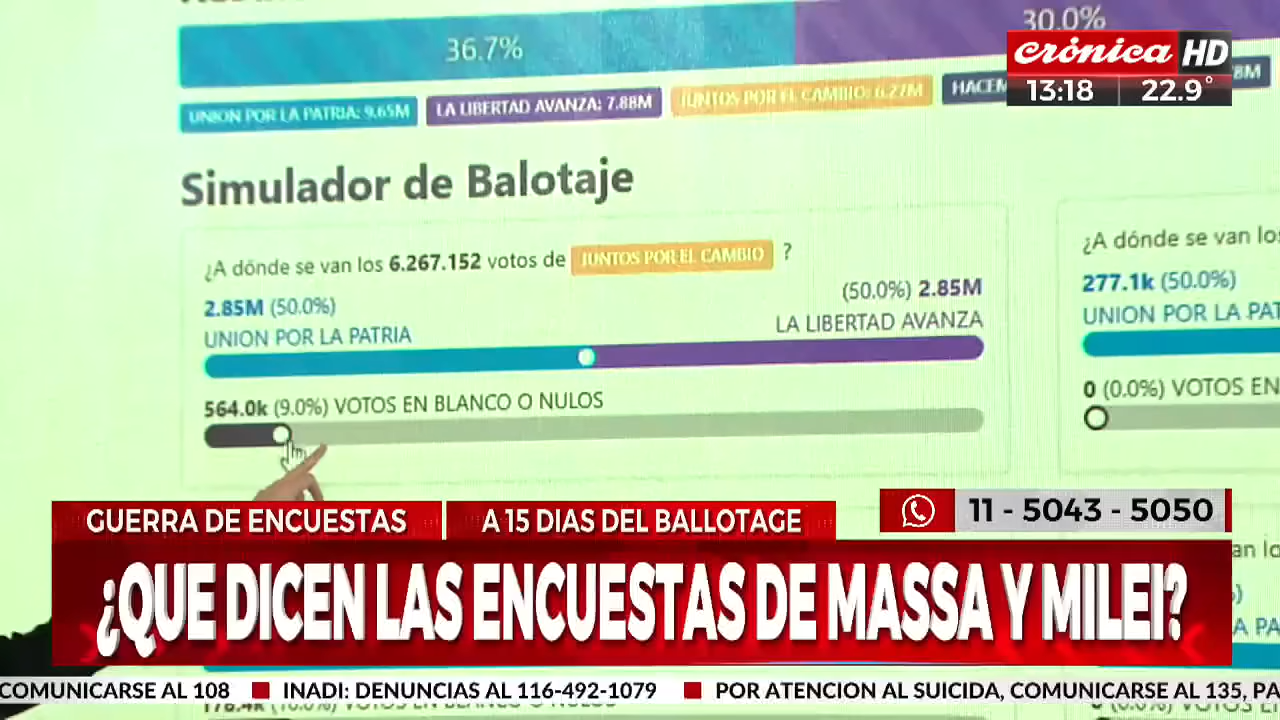 36.7%
30.0%
crónica HD
13:18 22.9°
UNION POR LA PATRIA: 9.65M
LA LIBERTAD AVANZA: 7.88M
JUNTOS POR EL CAMBIO: 6.27M
HACEM
8M
Simulador de Balotaje
¿A dónde se van los 6.267.152 votos de JUNTOS POR EL CAMBIO ?
2.85M (50.0%)
(50.0%) 2.85M
UNION POR LA PATRIA
LA LIBERTAD AVANZA
564.0k (9.0%) VOTOS EN BLANCO O NULOS
¿A dónde se van los
277.1k (50.0%)
UNION POR LA PAT
0 (0.0%) VOTOS EN
GUERRA DE ENCUESTAS
A 15 DIAS DEL BALLOTAGE
11 - 5043 - 5050
¿QUE DICEN LAS ENCUESTAS DE MASSA Y MILEI?
an lo
A PA
COMUNICARSE AL 108
INADI: DENUNCIAS AL 116-492-1079
POR ATENCION AL SUICIDA, COMUNICARSE AL 135, PA